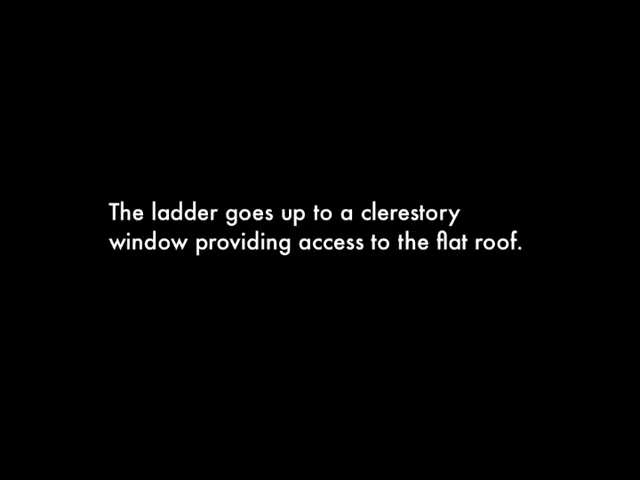 The ladder goes up to a clerestory
window providing access to the flat roof.